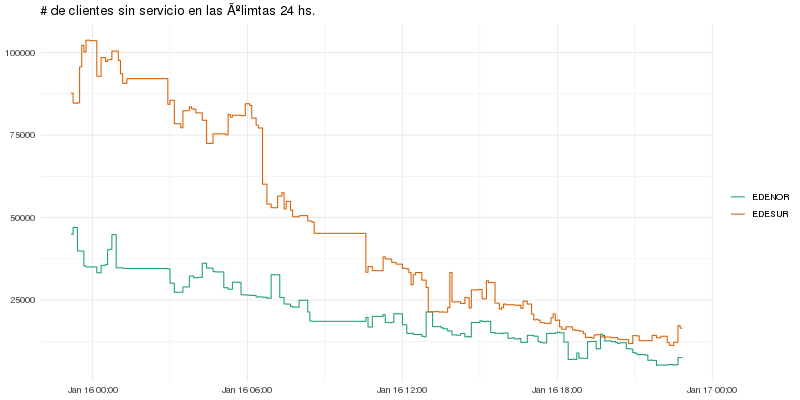 # de clientes sin servicio en las Ãºlimtas 24 hs.
100000
75000
50000
25000
Jan 16 00:00
Jan 16 06:00
Jan 16 12:00
Jan 16 18:00
Jan 17 00:00
EDENOR
EDESUR